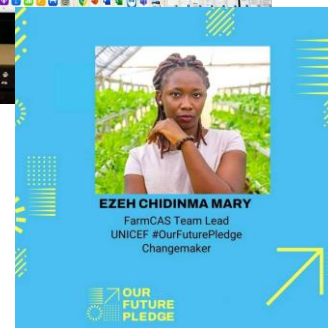 EZEH CHIDINMA MARY
FarmCAS Team Lead
UNICEF #OurFuturePledge
Changemaker
OUR
FUTURE
PLEDGE